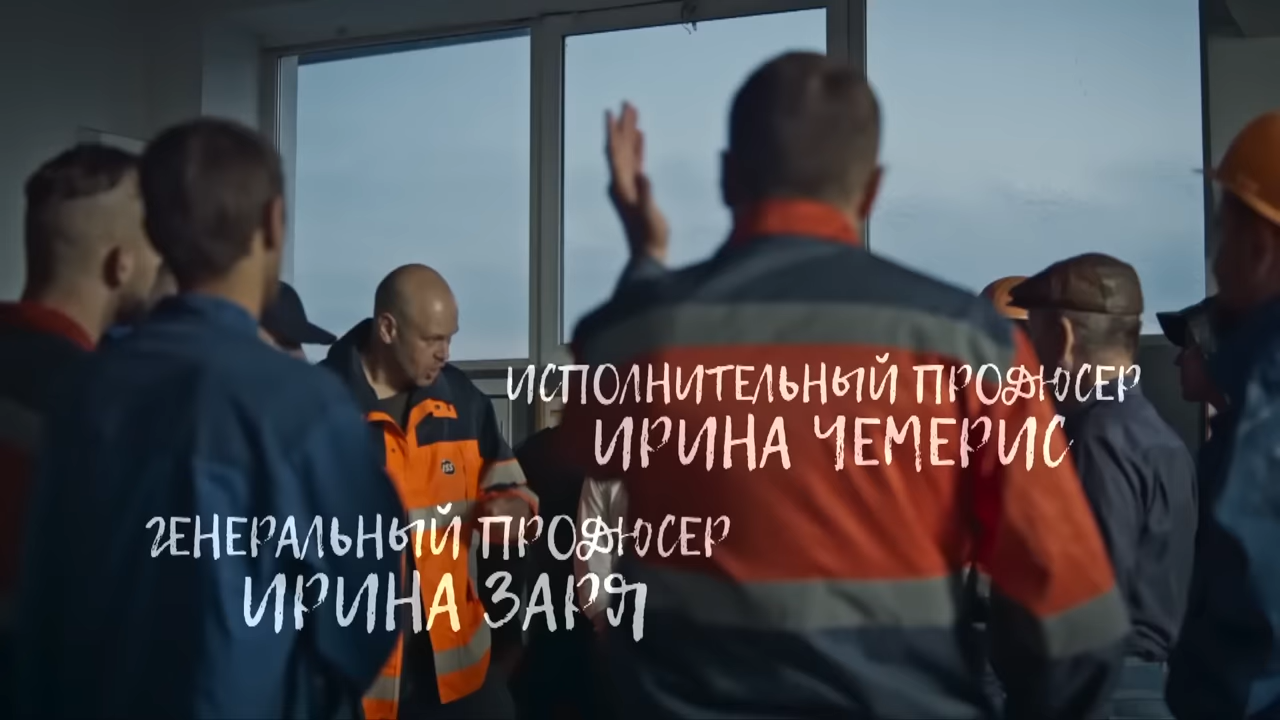 ИСПОЛНИТЕЛЬНЫЙ ПРОДЮСЕР
ИРИНА ЧЕМЕРИС
ГЕНЕРАЛЬНЫЙ ПРОДЮСЕР
ИРИНА ЗАРЯ